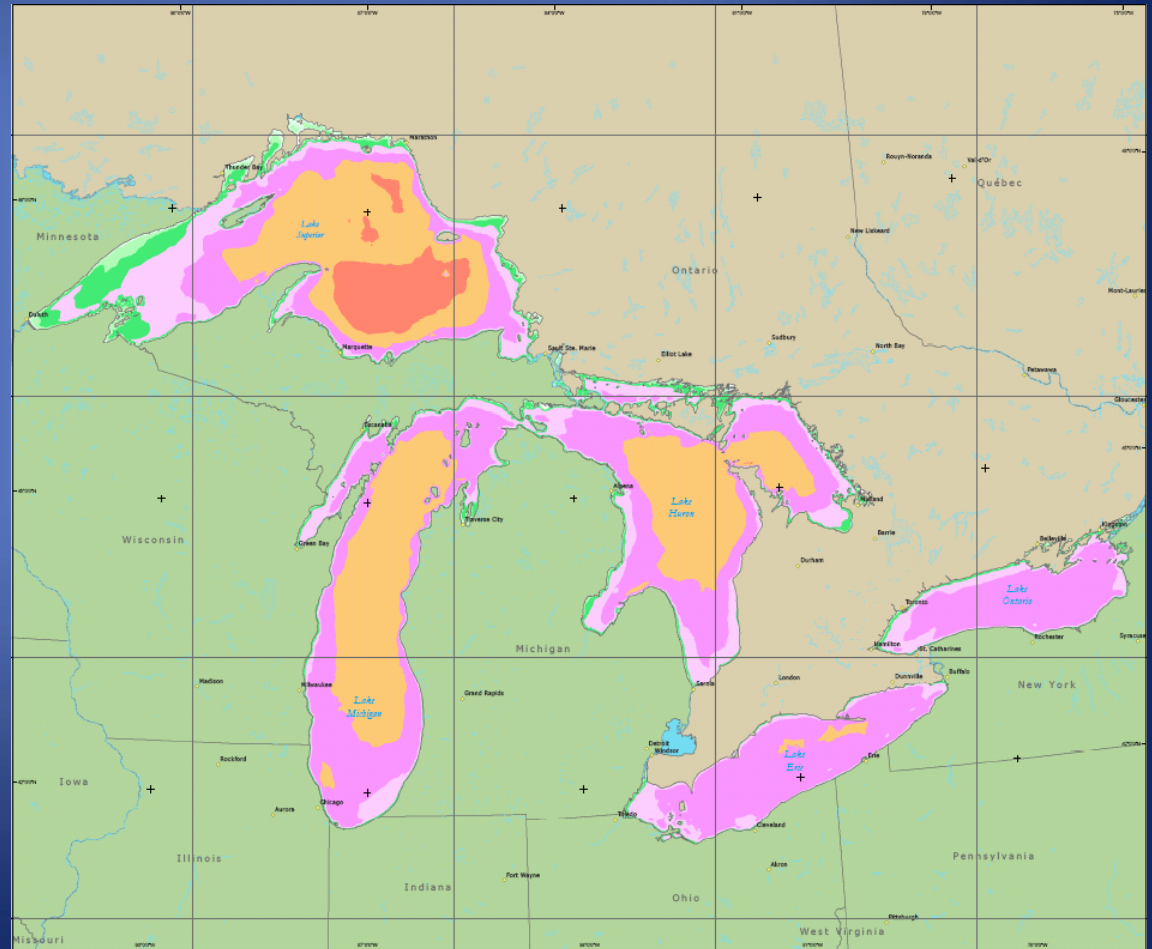 Marathon
Thunder Bay
Rouyn-Noranda
Val-d'Or
Québec
Minnesota
Lake
Superior
New Liskeard
Ontario
Mont-Laurier
Duluth
Marquette
Sault Ste. Marie
Elliot Lake
Sudbury
North Bay
Petawawa
Gloucester
Escanaba
Alpena
Lake
Huron
Midland
Traverse City
Wisconsin
Green Bay
Barrie
Kingston
Belleville
Durham
Lake
Ontario
Toronto
Rochester
Syracuse
Hamilton
St. Catharines
Michigan
Madison
Milwaukee
Grand Rapids
Sarnia
London
Dunnville
Buffalo
New York
Lake
Michigan
Detroit
Windsor
Lake
Erie
Erie
Rockford
Iowa
Chicago
Aurora
Toledo
Cleveland
Illinois
Indiana
Fort Wayne
Akron
Ohio
Pennsylvania
Pittsburgh
West Virginia
Missouri